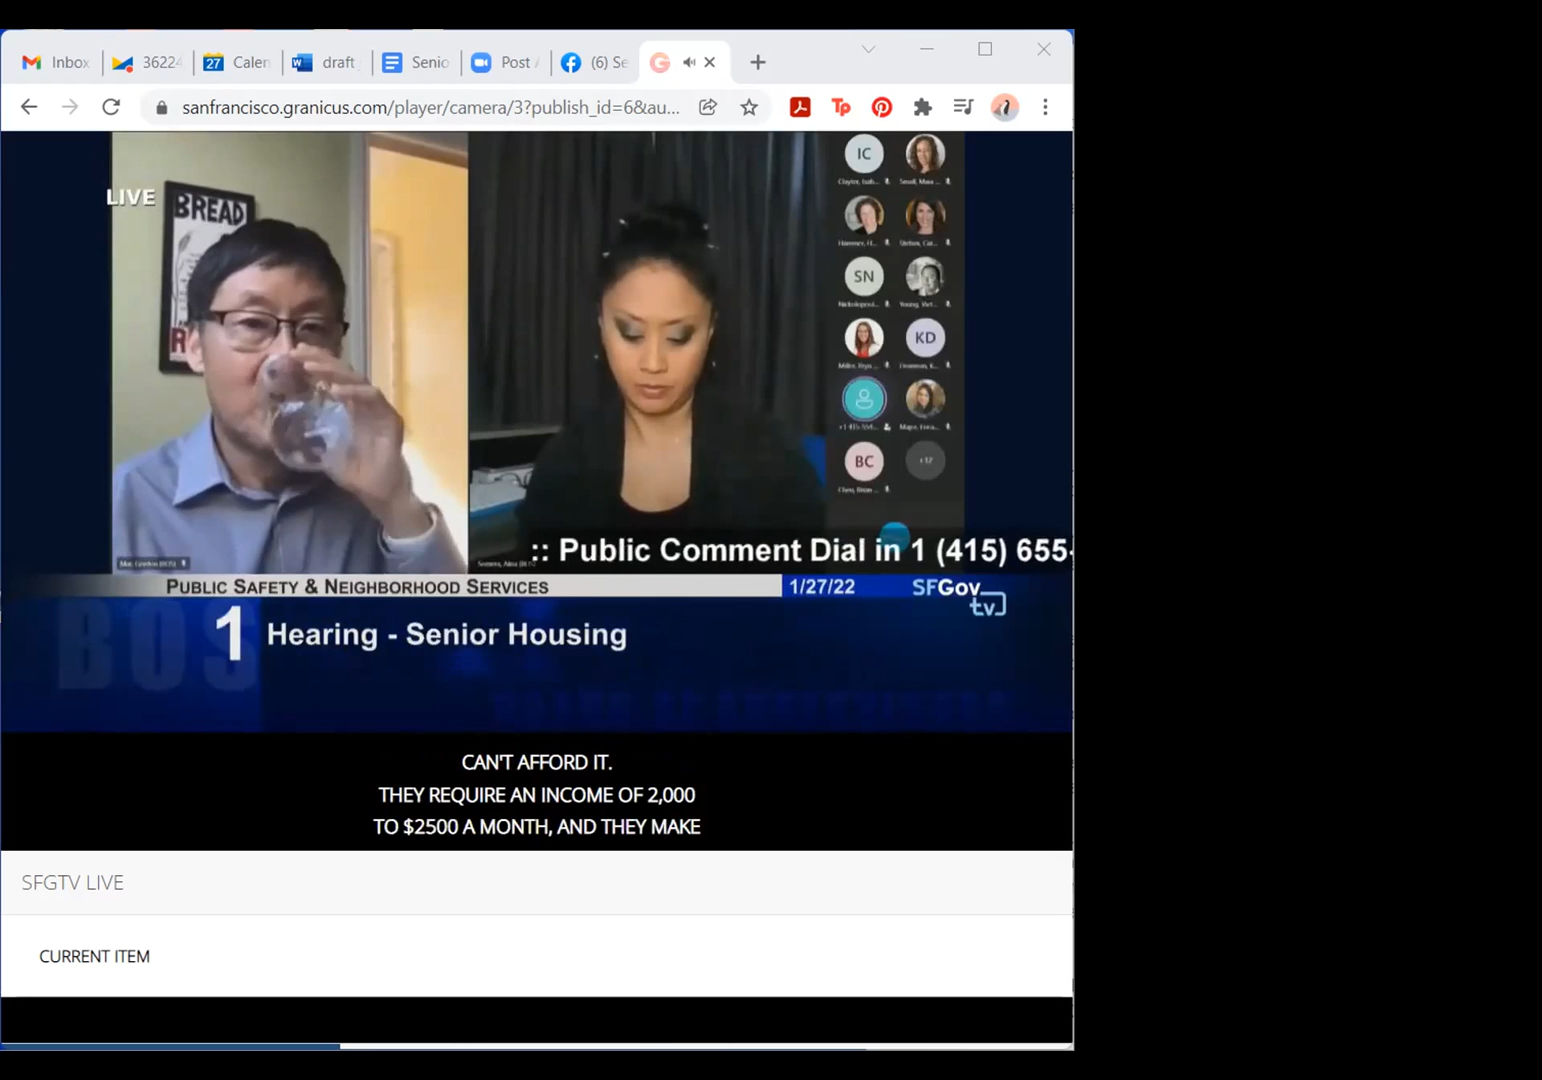 Inbox
36224
27
Calen
draft
Senio
Post /
(6) Se
sanfrancisco.granicus.com/player/camera/3?publish_id=6&au...
LIVE
BREAD
IC
SN
KD
BC
+12
:: Public Comment Dial in 1 (415) 655-
PUBLIC SAFETY & NEIGHBORHOOD SERVICES
1/27/22
SFGov
tv
1
Hearing - Senior Housing
BOS
CAN'T AFFORD IT.
THEY REQUIRE AN INCOME OF 2,000
TO $2500 A MONTH, AND THEY MAKE
SFGTV LIVE
CURRENT ITEM